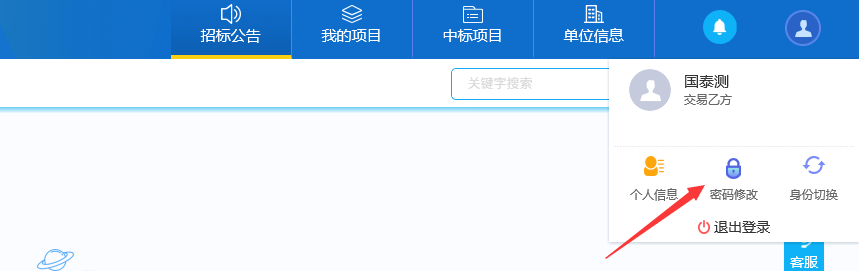 招标公告
我的项目
中标项目
单位信息
关键字搜索
国泰测
交易乙方
个人信息
密码修改
身份切换
退出登录
客服